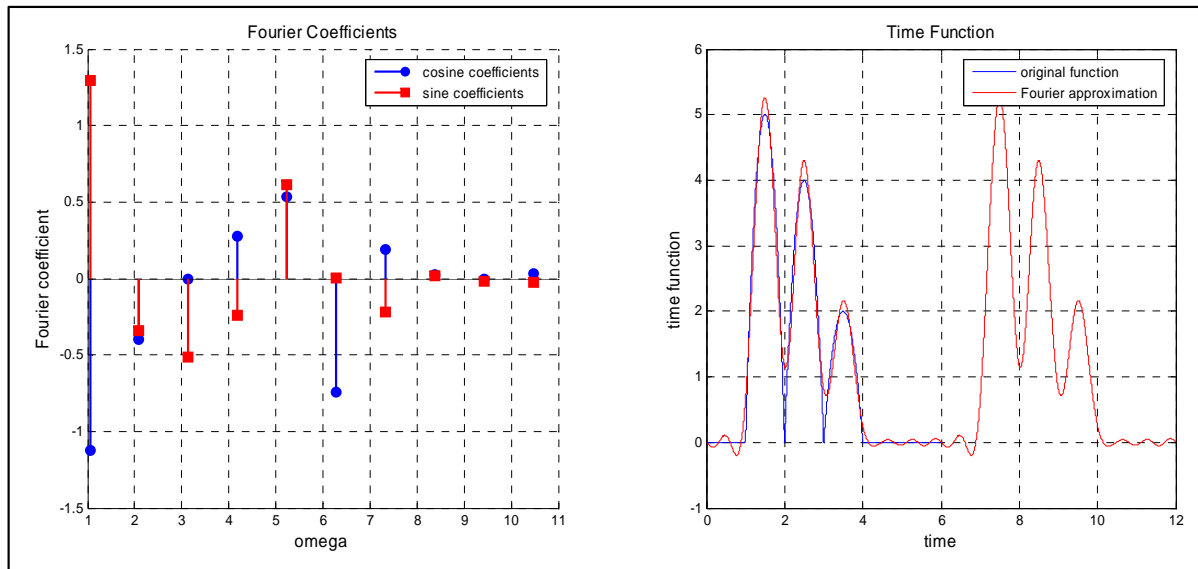 Fourier Coefficients
1.5
1
0.5
0
-0.5
-1
-1.5
Fourier coefficient
cosine coefficients
sine coefficients
1 2 3 4 5 6 7 8 9 10 11
omega
Time Function
6
5
4
3
2
1
0
-1
time function
original function
Fourier approximation
0 2 4 6 8 10 12
time